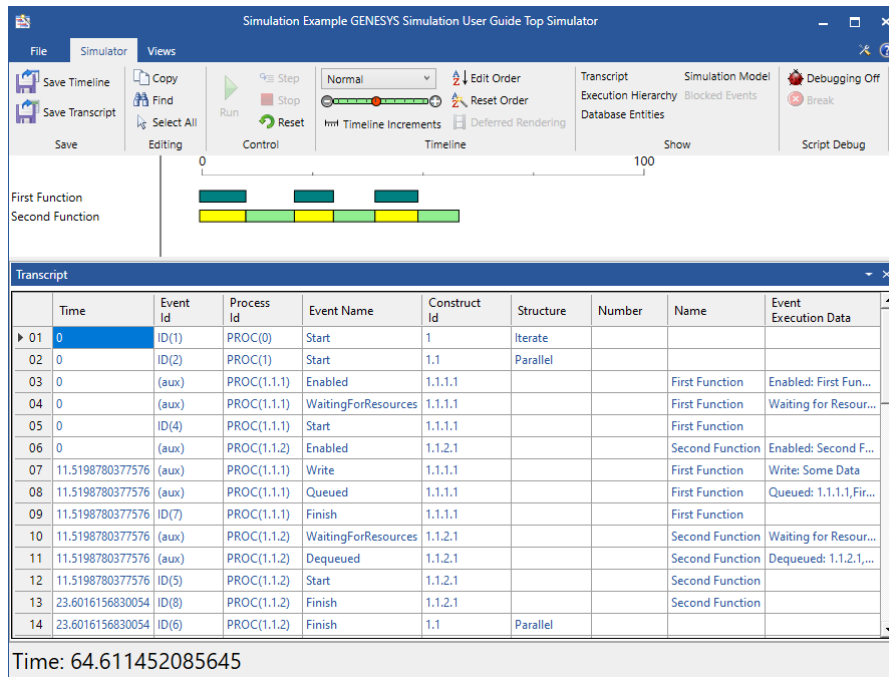 Simulation Example GENESYS Simulation User Guide Top Simulator
File Simulator Views
Save Timeline Copy Step Normal Edit Order Transcript Simulation Model Debugging Off
Find Stop Reset Order Execution Hierarchy Blocked Events Break
Save Transcript Select All Run Reset Timeline Increments Deferred Rendering Database Entities
Save Editing Control Timeline Show Script Debug
0 100
First Function
Second Function
Transcript
Time Event Id Process Id Event Name Construct Id Structure Number Name Event Execution Data
01 0 ID(1) PROC(0) Start 1 Iterate
02 0 ID(2) PROC(1) Start 1.1 Parallel
03 0 (aux) PROC(1.1.1) Enabled 1.1.1.1 First Function Enabled: First Fun...
04 0 (aux) PROC(1.1.1) WaitingForResources 1.1.1.1 First Function Waiting for Resour...
05 0 ID(4) PROC(1.1.1) Start 1.1.1.1 First Function
06 0 (aux) PROC(1.1.2) Enabled 1.1.2.1 Second Function Enabled: Second F...
07 11.5198780377576 (aux) PROC(1.1.1) Write 1.1.1.1 First Function Write: Some Data
08 11.5198780377576 (aux) PROC(1.1.1) Queued 1.1.1.1 First Function Queued: 1.1.1.1,Fir...
09 11.5198780377576 ID(7) PROC(1.1.1) Finish 1.1.1.1 First Function
10 11.5198780377576 (aux) PROC(1.1.2) WaitingForResources 1.1.2.1 Second Function Waiting for Resour...
11 11.5198780377576 (aux) PROC(1.1.2) Dequeued 1.1.2.1 Second Function Dequeued: 1.1.2.1,...
12 11.5198780377576 ID(5) PROC(1.1.2) Start 1.1.2.1 Second Function
13 23.6016156830054 ID(8) PROC(1.1.2) Finish 1.1.2.1 Second Function
14 23.6016156830054 ID(6) PROC(1.1.2) Finish 1.1 Parallel
Time: 64.611452085645